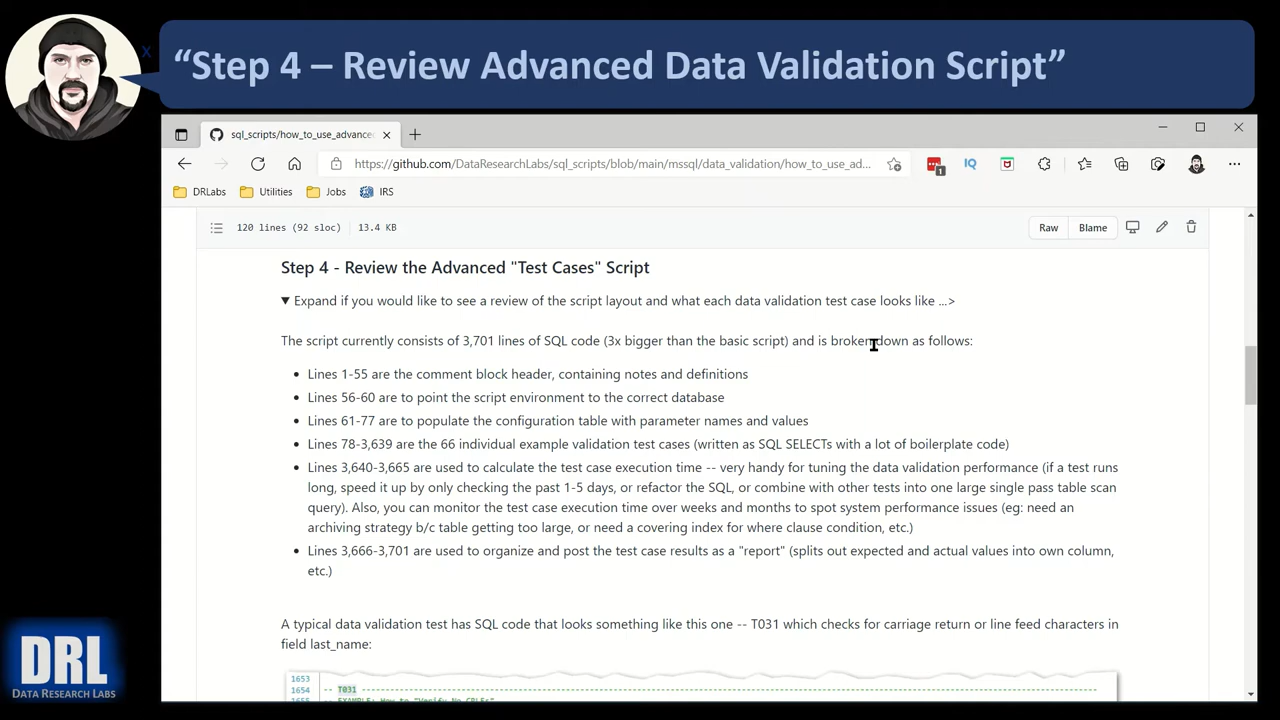 “Step 4 – Review Advanced Data Validation Script”
x
sql_scripts/how_to_use_advance
https://github.com/DataResearchLabs/sql_scripts/blob/main/mssql/data_validation/how_to_use_ad...
1
IQ
DRLabs
Utilities
Jobs
IRS
120 lines (92 sloc)
13.4 KB
Raw
Blame
Step 4 - Review the Advanced "Test Cases" Script
▼ Expand if you would like to see a review of the script layout and what each data validation test case looks like ...>
The script currently consists of 3,701 lines of SQL code (3x bigger than the basic script) and is broken down as follows:
• Lines 1-55 are the comment block header, containing notes and definitions
• Lines 56-60 are to point the script environment to the correct database
• Lines 61-77 are to populate the configuration table with parameter names and values
• Lines 78-3,639 are the 66 individual example validation test cases (written as SQL SELECTs with a lot of boilerplate code)
• Lines 3,640-3,665 are used to calculate the test case execution time -- very handy for tuning the data validation performance (if a test runs
long, speed it up by only checking the past 1-5 days, or refactor the SQL, or combine with other tests into one large single pass table scan
query). Also, you can monitor the test case execution time over weeks and months to spot system performance issues (eg: need an
archiving strategy b/c table getting too large, or need a covering index for where clause condition, etc.)
• Lines 3,666-3,701 are used to organize and post the test case results as a "report" (splits out expected and actual values into own column,
etc.)
A typical data validation test has SQL code that looks something like this one -- T031 which checks for carriage return or line feed characters in
field last_name:
1653
1654 -- T031 ------------------------------------------------
-- EXAMPLE: How to "Verify No CRLFs"
DRL
DATA RESEARCH LABS